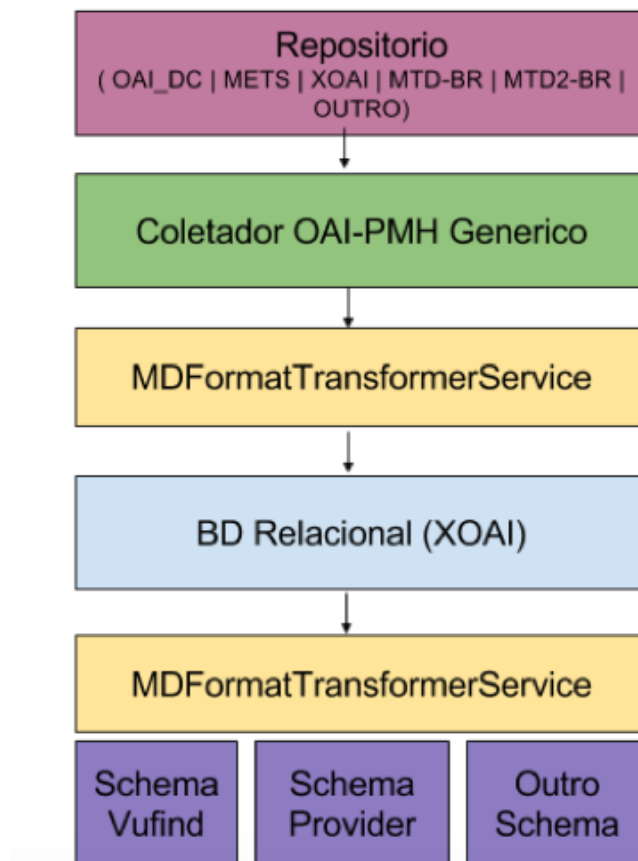 Repositorio
( OAI_DC | METS | XOAI | MTD-BR | MTD2-BR |
OUTRO)
Coletador OAI-PMH Generico
MDFormatTransformerService
BD Relacional (XOAI)
MDFormatTransformerService
Schema
Vufind
Schema
Provider
Outro
Schema